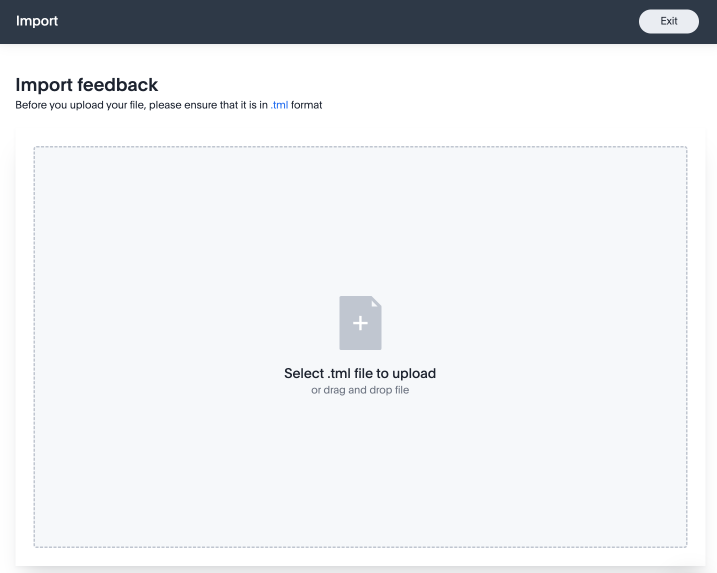 Import
Exit
Import feedback
Before you upload your file, please ensure that it is in .tml format
Select .tml file to upload
or drag and drop file